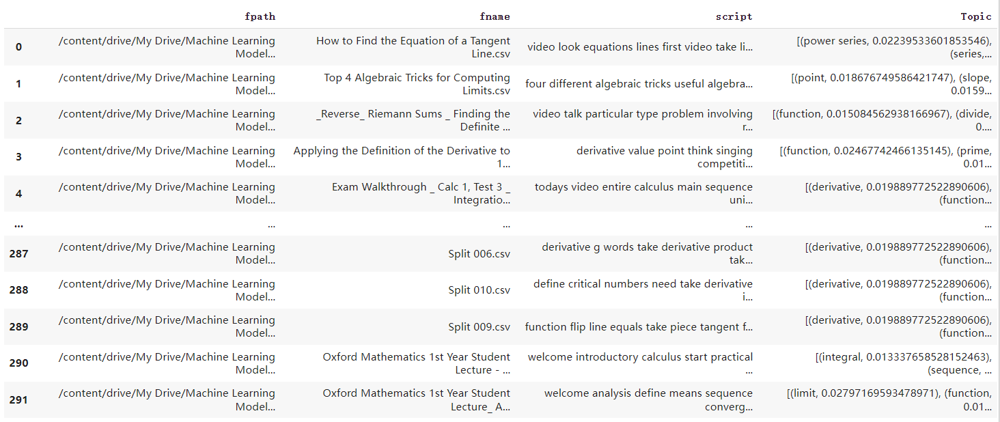 fpath fname script Topic
0 /content/drive/My Drive/Machine Learning Model... How to Find the Equation of a Tangent Line.csv video look equations lines first video take li... [(power series, 0.02239533601853546), (series,...
1 /content/drive/My Drive/Machine Learning Model... Top 4 Algebraic Tricks for Computing Limits.csv four different algebraic tricks useful algebra... [(point, 0.018676749586421747), (slope, 0.0159...
2 /content/drive/My Drive/Machine Learning Model... _Reverse_ Riemann Sums _ Finding the Definite ... video talk particular type problem involving r... [(function, 0.015084562938166967), (divide, 0....
3 /content/drive/My Drive/Machine Learning Model... Applying the Definition of the Derivative to 1... derivative value point think singing competiti... [(function, 0.02467742466135145), (prime, 0.01...
4 /content/drive/My Drive/Machine Learning Model... Exam Walkthrough _ Calc 1, Test 3 _ Integratio... todays video entire calculus main sequence uni... [(derivative, 0.019889772522890606), (function...
... ... ... ... ...
287 /content/drive/My Drive/Machine Learning Model... Split 006.csv derivative g words take derivative product tak... [(derivative, 0.019889772522890606), (function...
288 /content/drive/My Drive/Machine Learning Model... Split 010.csv define critical numbers need take derivative i... [(derivative, 0.019889772522890606), (function...
289 /content/drive/My Drive/Machine Learning Model... Split 009.csv function flip line equals take piece tangent f... [(derivative, 0.019889772522890606), (function...
290 /content/drive/My Drive/Machine Learning Model... Oxford Mathematics 1st Year Student Lecture - ... welcome introductory calculus start practical ... [(integral, 0.013337658528152463), (sequence, ...
291 /content/drive/My Drive/Machine Learning Model... Oxford Mathematics 1st Year Student Lecture_ A... welcome analysis define means sequence converg... [(limit, 0.02797169593478971), (function, 0.01...